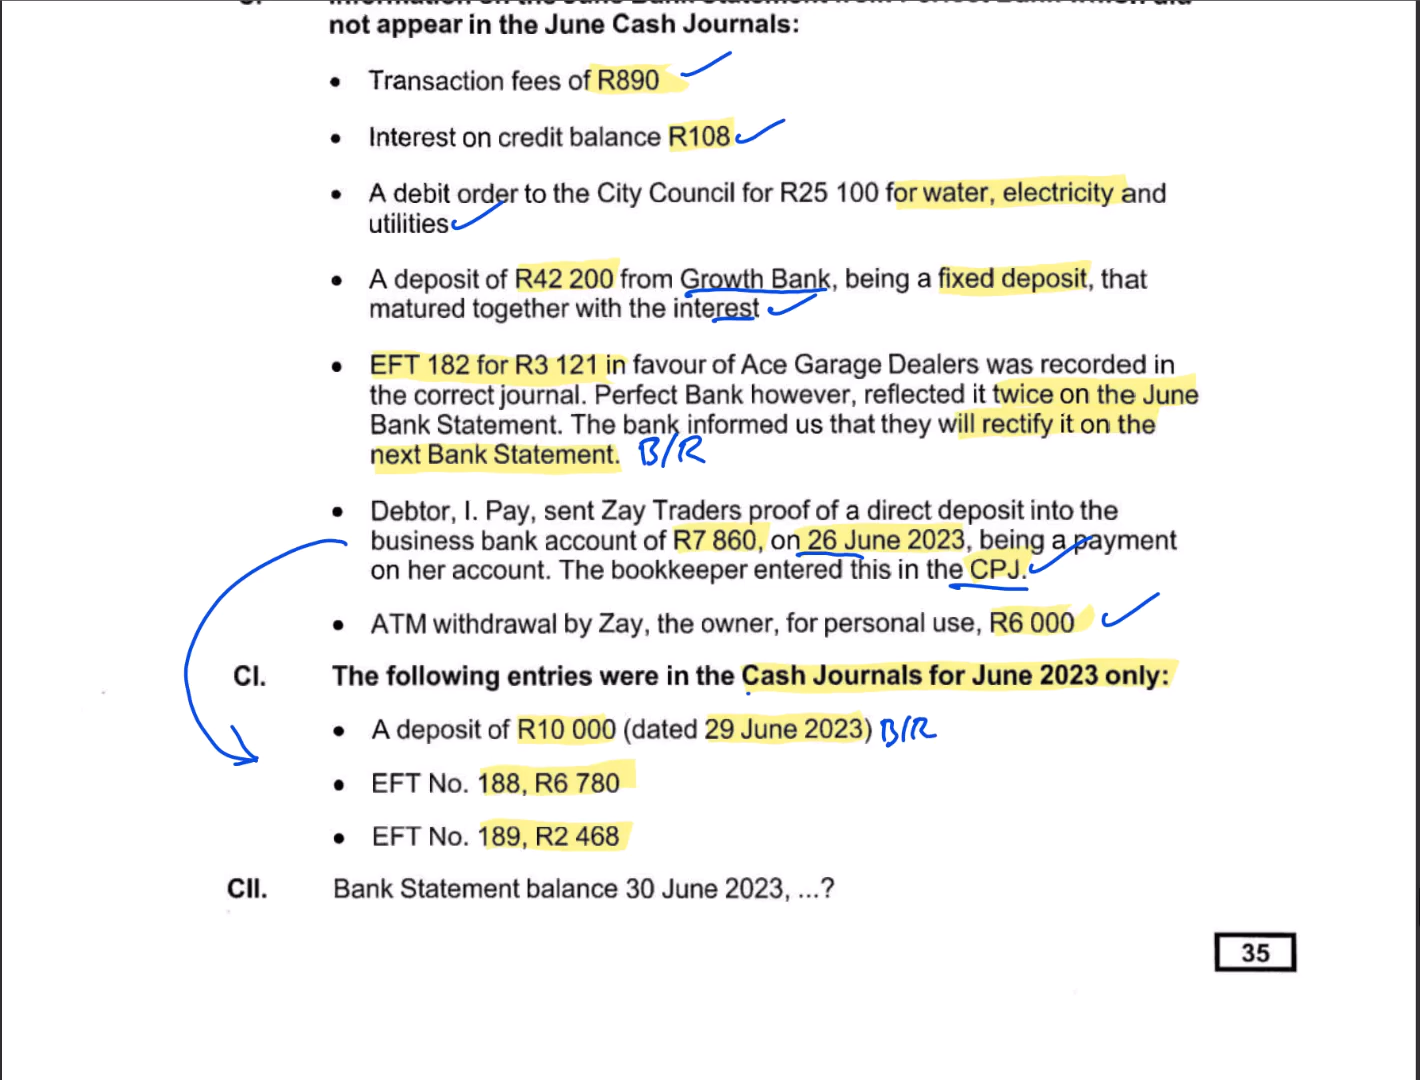 not appear in the June Cash Journals:
• Transaction fees of R890
• Interest on credit balance R108
• A debit order to the City Council for R25 100 for water, electricity and
utilities
• A deposit of R42 200 from Growth Bank, being a fixed deposit, that
matured together with the interest
• EFT 182 for R3 121 in favour of Ace Garage Dealers was recorded in
the correct journal. Perfect Bank however, reflected it twice on the June
Bank Statement. The bank informed us that they will rectify it on the
next Bank Statement. B/R
• Debtor, I. Pay, sent Zay Traders proof of a direct deposit into the
business bank account of R7 860, on 26 June 2023, being a payment
on her account. The bookkeeper entered this in the CPJ.
• ATM withdrawal by Zay, the owner, for personal use, R6 000
CI. The following entries were in the Cash Journals for June 2023 only:
• A deposit of R10 000 (dated 29 June 2023) B/R
• EFT No. 188, R6 780
• EFT No. 189, R2 468
CII. Bank Statement balance 30 June 2023, ...?
35